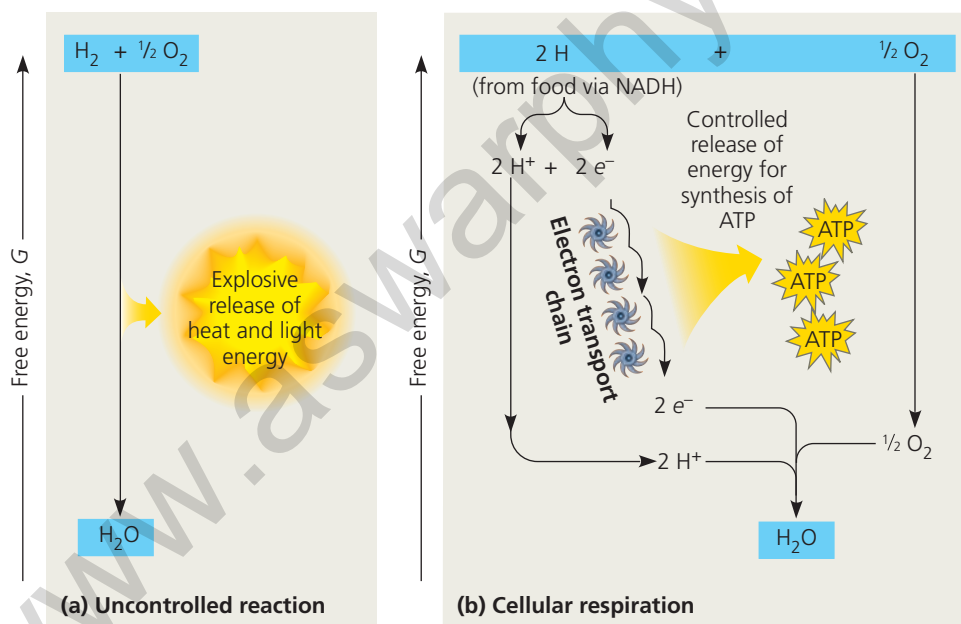 H₂ + ½ O₂
Free energy, G
Explosive
release of
heat and light
energy
H₂O
(a) Uncontrolled reaction
2 H + ½ O₂
(from food via NADH)
2 H⁺ + 2 e⁻
Controlled
release of
energy for
synthesis of
ATP
Free energy, G
Electron transport
chain
ATP
ATP
ATP
2 e⁻
½ O₂
2 H⁺
H₂O
(b) Cellular respiration
www.aswarphy